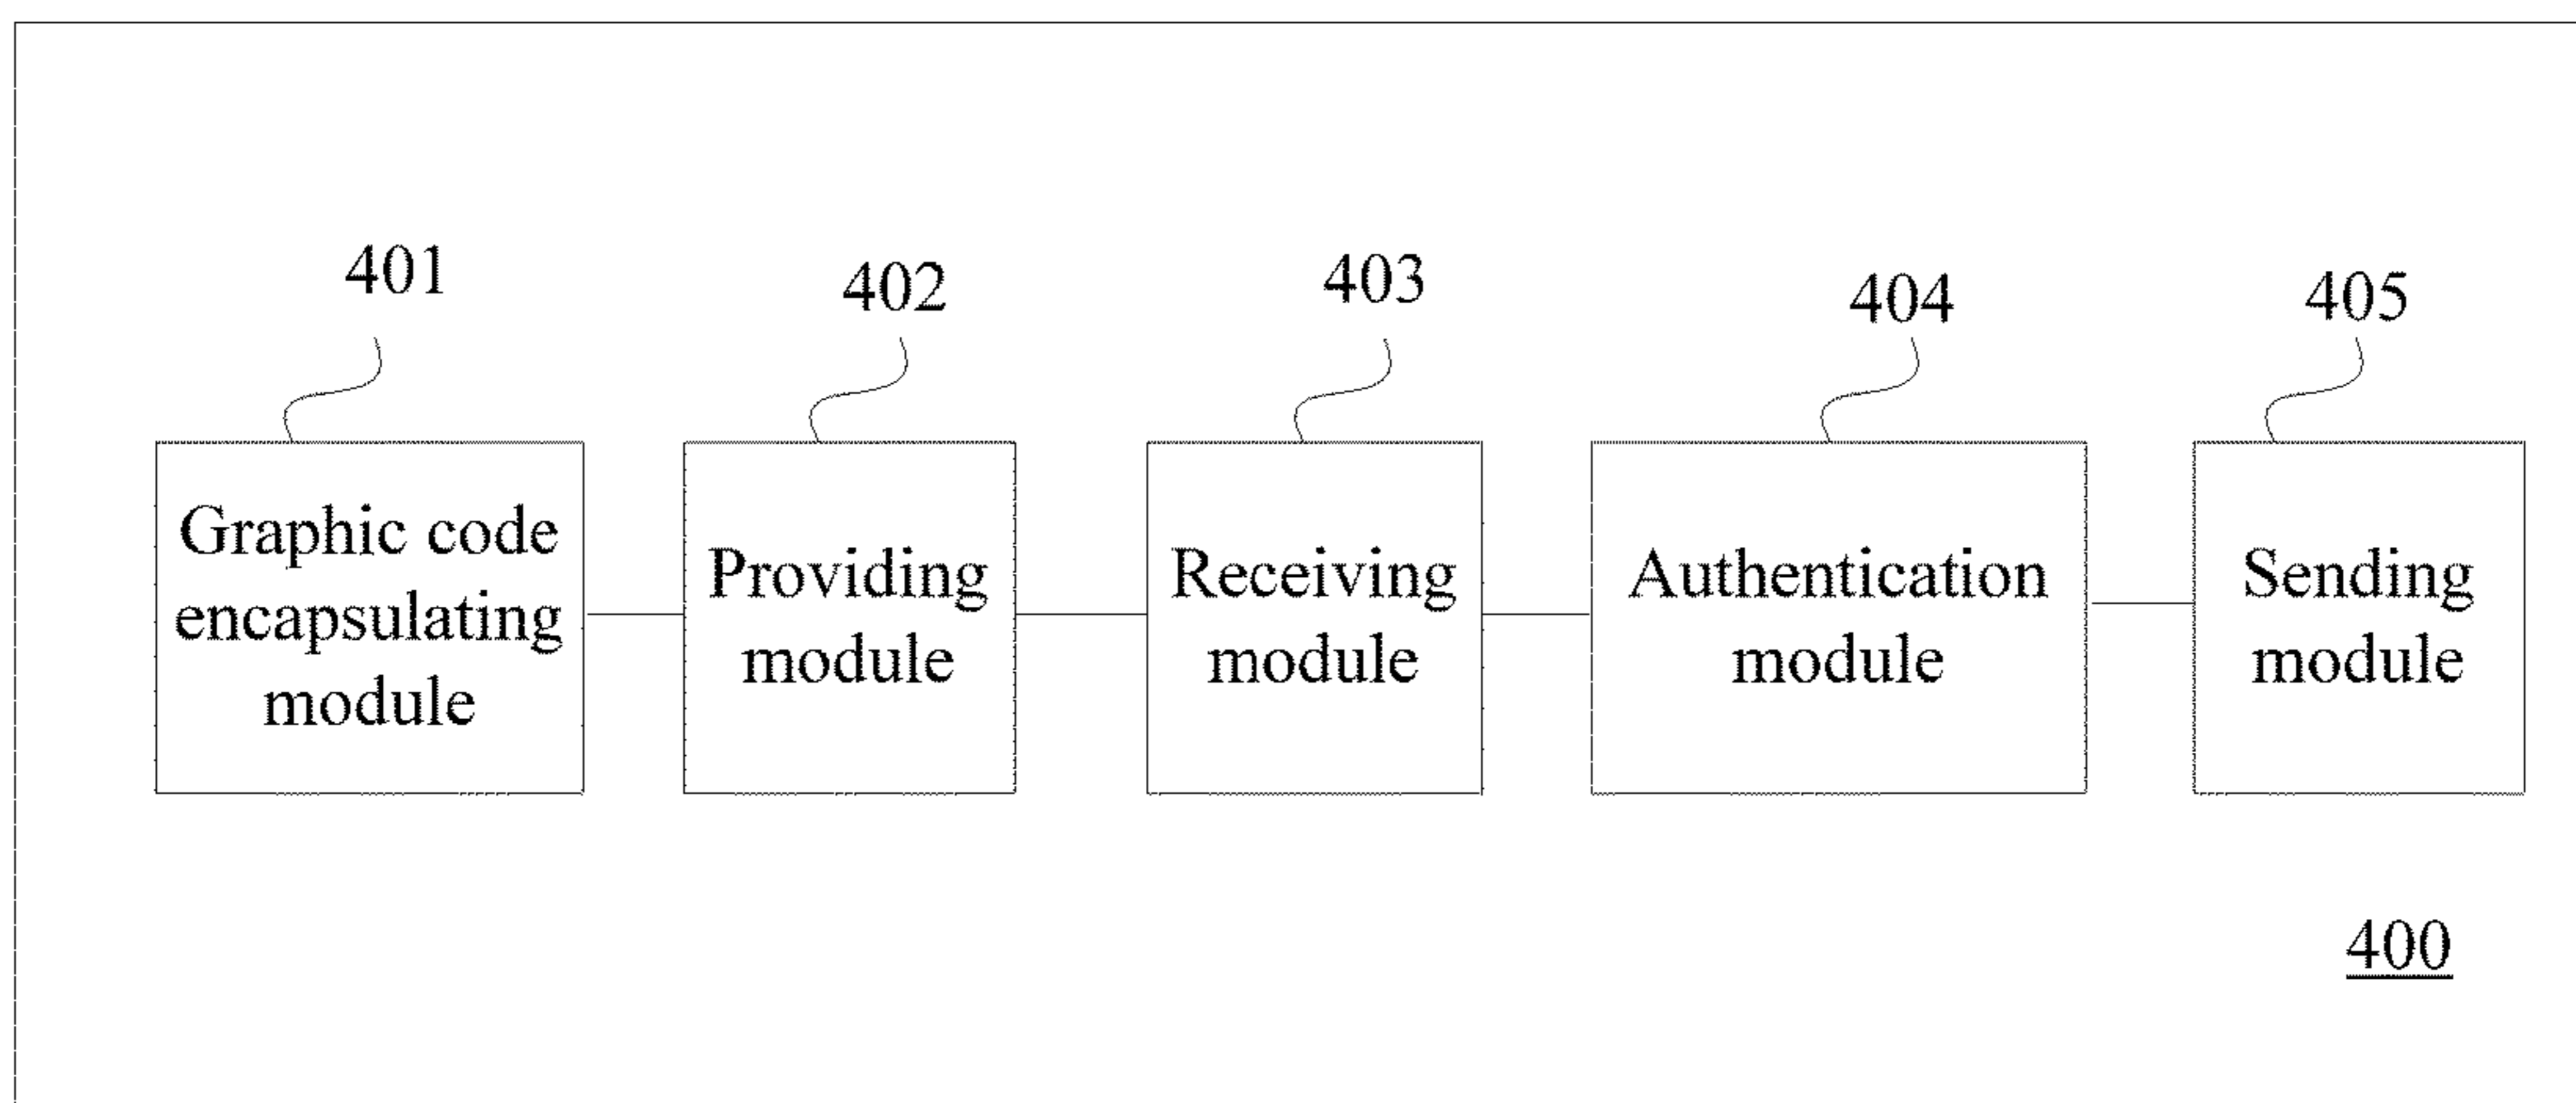 401
402
403
404
405
Graphic code
encapsulating
module
Providing
module
Receiving
module
Authentication
module
Sending
module
400